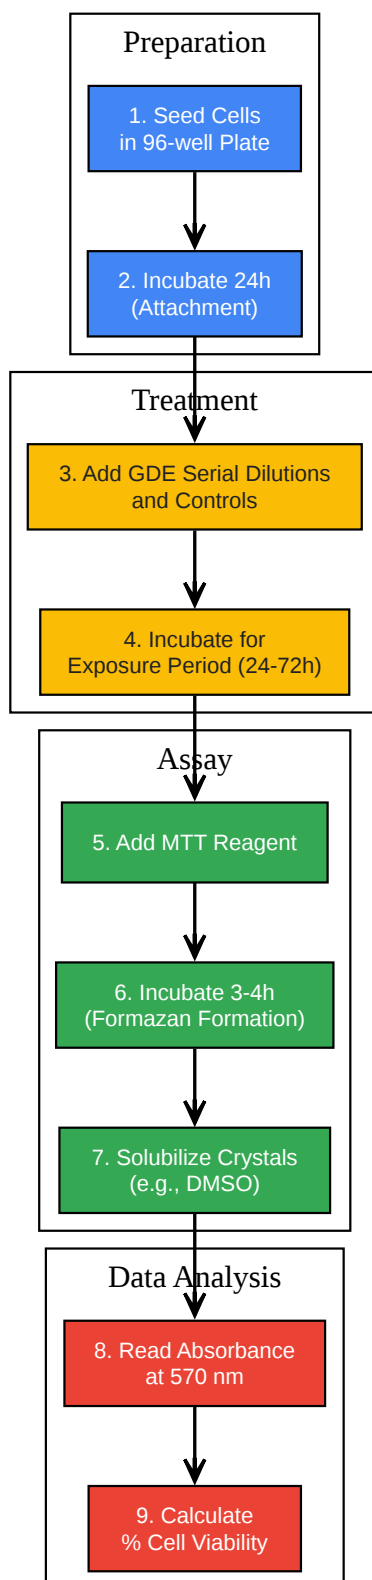 Preparation
1. Seed Cells
in 96-well Plate
2. Incubate 24h
(Attachment)
Treatment
3. Add GDE Serial Dilutions
and Controls
4. Incubate for
Exposure Period (24-72h)
Assay
5. Add MTT Reagent
6. Incubate 3-4h
(Formazan Formation)
7. Solubilize Crystals
(e.g., DMSO)
Data Analysis
8. Read Absorbance
at 570 nm
9. Calculate
% Cell Viability